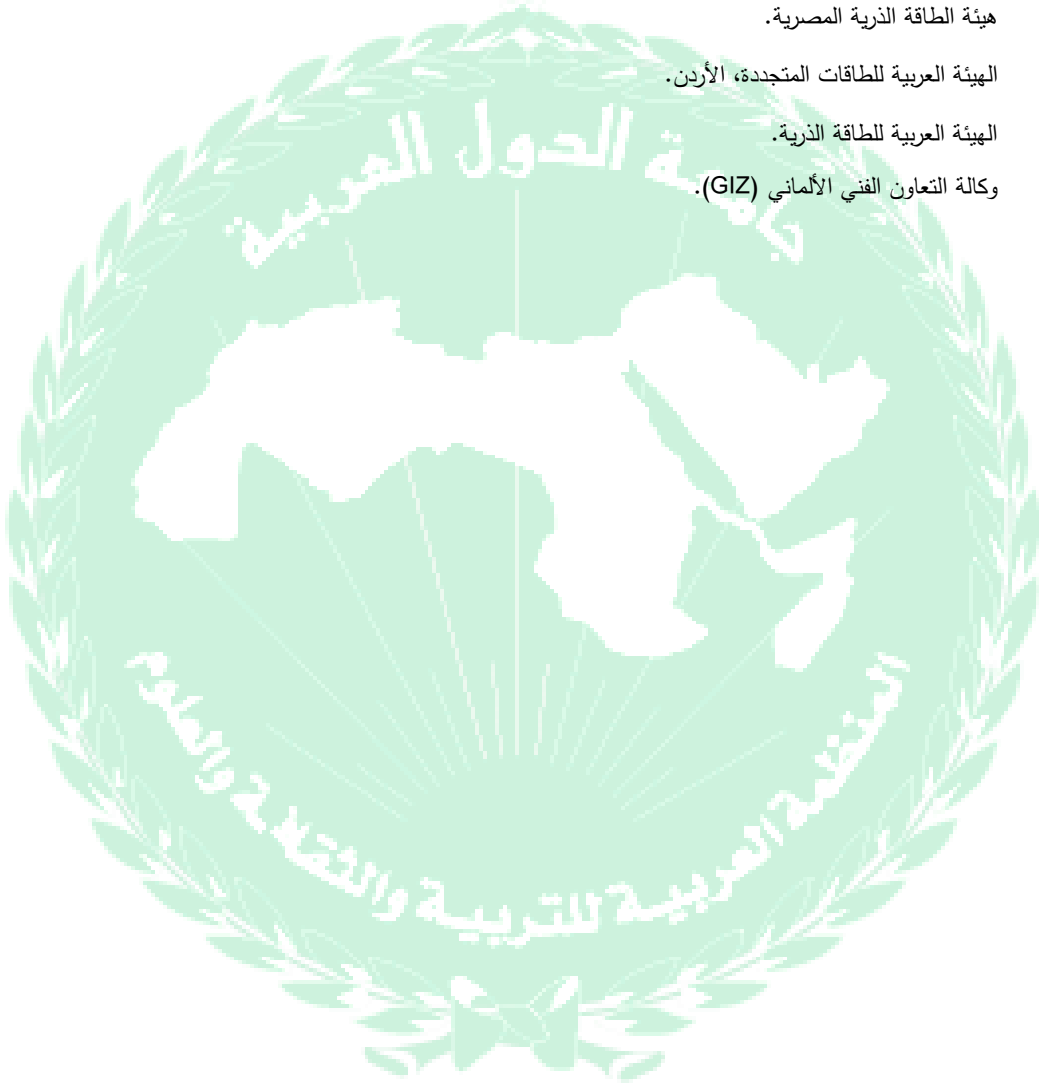 هيئة الطاقة الذرية المصرية.
الهيئة العربية للطاقات المتجددة، الأردن.
الهيئة العربية للطاقة الذرية.
وكالة التعاون الفني الألماني (GIZ).
جامعة الدول العربية
المنظمة العربية للتربية والثقافة والعلوم